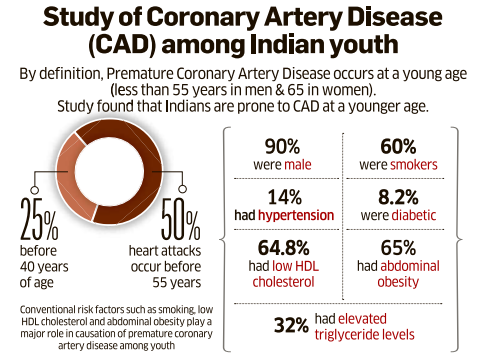 Study of Coronary Artery Disease
(CAD) among Indian youth
By definition, Premature Coronary Artery Disease occurs at a young age
(less than 55 years in men & 65 in women).
Study found that Indians are prone to CAD at a younger age.
25%
before
40 years
of age
50%
heart attacks
occur before
55 years
Conventional risk factors such as smoking, low
HDL cholesterol and abdominal obesity play a
major role in causation of premature coronary
artery disease among youth
90%
were male
60%
were smokers
14%
had hypertension
8.2%
were diabetic
64.8%
had low HDL
cholesterol
65%
had abdominal
obesity
32% had elevated
triglyceride levels